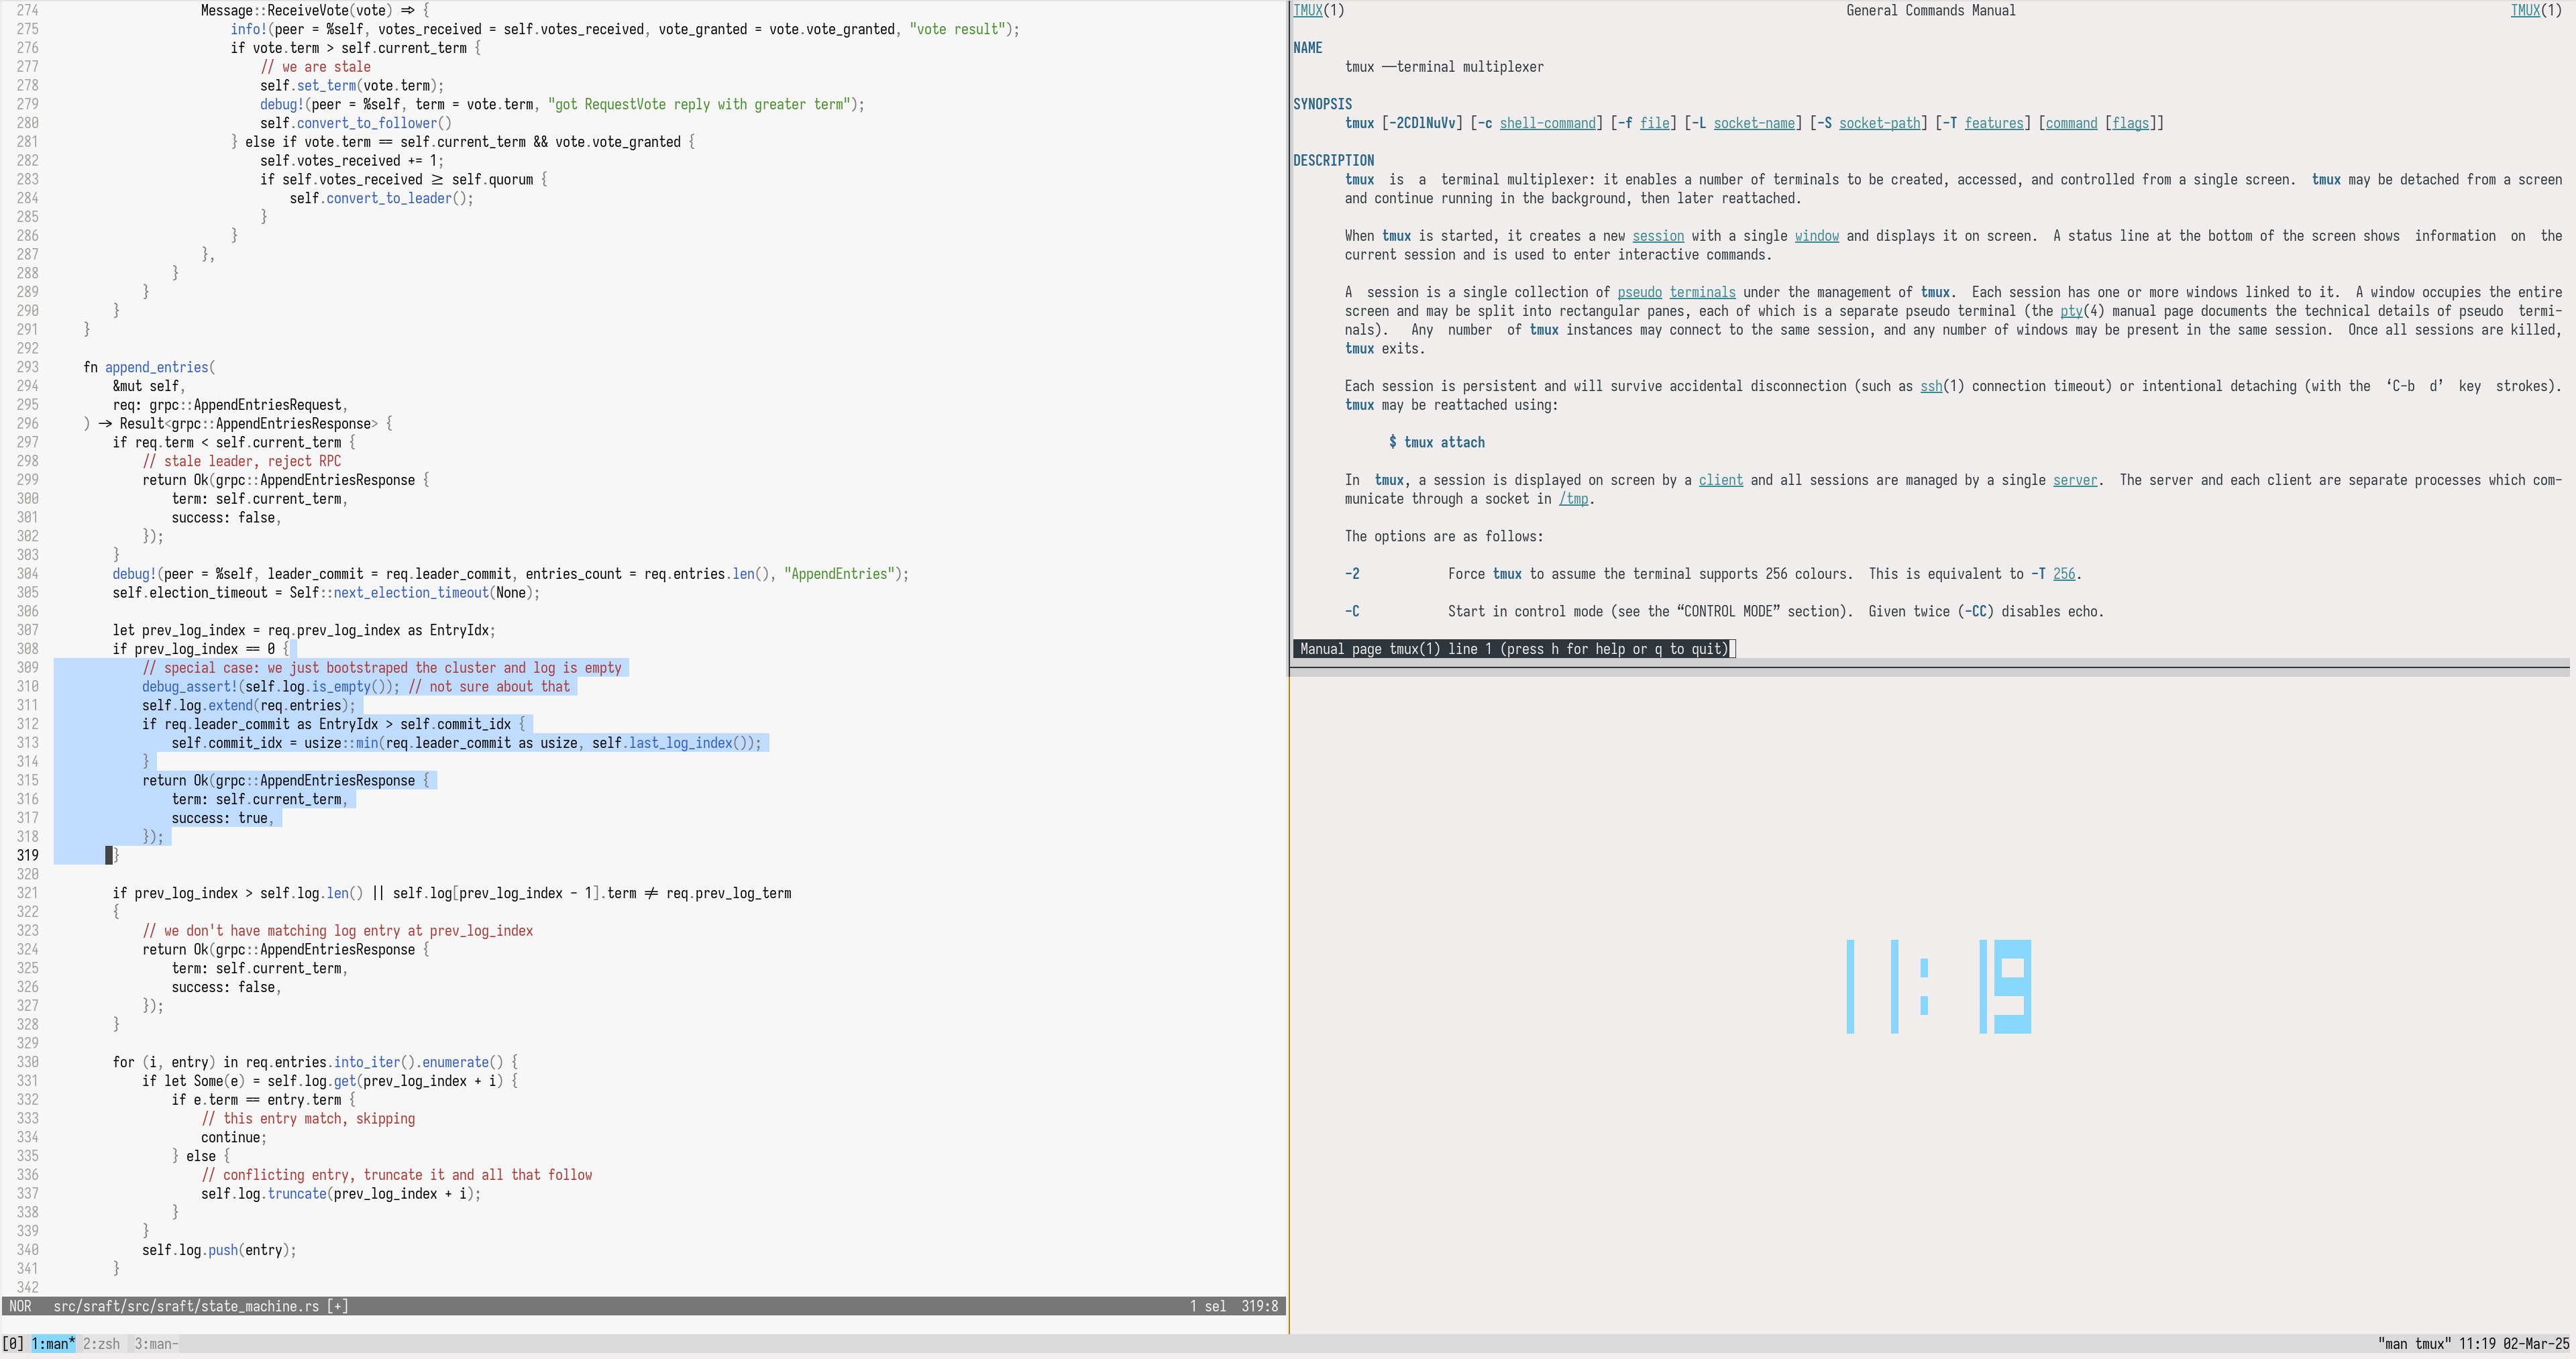 274                      Message::ReceiveVote(vote) => {
275                          info!(peer = %self, votes_received = self.votes_received, vote_granted = vote.vote_granted, "vote result");
276                          if vote.term > self.current_term {
277                              // we are stale
278                              self.set_term(vote.term);
279                              debug!(peer = %self, term = vote.term, "got RequestVote reply with greater term");
280                              self.convert_to_follower()
281                          } else if vote.term == self.current_term && vote.vote_granted {
282                              self.votes_received += 1;
283                              if self.votes_received ≥ self.quorum {
284                                  self.convert_to_leader();
285                              }
286                          }
287                      },
288                  }
289              }
290          }
291      }
292
293      fn append_entries(
294          &mut self,
295          req: grpc::AppendEntriesRequest,
296      ) → Result<grpc::AppendEntriesResponse> {
297          if req.term < self.current_term {
298              // stale leader, reject RPC
299              return Ok(grpc::AppendEntriesResponse {
300                  term: self.current_term,
301                  success: false,
302              });
303          }
304          debug!(peer = %self, leader_commit = req.leader_commit, entries_count = req.entries.len(), "AppendEntries");
305          self.election_timeout = Self::next_election_timeout(None);
306
307          let prev_log_index = req.prev_log_index as EntryIdx;
308          if prev_log_index == 0 {
309              // special case: we just bootstraped the cluster and log is empty
310              debug_assert!(self.log.is_empty()); // not sure about that
311              self.log.extend(req.entries);
312              if req.leader_commit as EntryIdx > self.commit_idx {
313                  self.commit_idx = usize::min(req.leader_commit as usize, self.last_log_index());
314              }
315              return Ok(grpc::AppendEntriesResponse {
316                  term: self.current_term,
317                  success: true,
318              });
319          }
320
321          if prev_log_index > self.log.len() || self.log[prev_log_index - 1].term ≠ req.prev_log_term
322          {
323              // we don't have matching log entry at prev_log_index
324              return Ok(grpc::AppendEntriesResponse {
325                  term: self.current_term,
326                  success: false,
327              });
328          }
329
330          for (i, entry) in req.entries.into_iter().enumerate() {
331              if let Some(e) = self.log.get(prev_log_index + i) {
332                  if e.term == entry.term {
333                      // this entry match, skipping
334                      continue;
335                  } else {
336                      // conflicting entry, truncate it and all that follow
337                      self.log.truncate(prev_log_index + i);
338                  }
339              }
340              self.log.push(entry);
341          }
342
NOR   src/sraft/src/sraft/state_machine.rs [+]   1 sel  319:8
TMUX(1)   General Commands Manual   TMUX(1)
NAME
tmux —terminal multiplexer
SYNOPSIS
tmux [-2CDlNuVv] [-c shell-command] [-f file] [-L socket-name] [-S socket-path] [-T features] [command [flags]]
DESCRIPTION
tmux is a terminal multiplexer: it enables a number of terminals to be created, accessed, and controlled from a single screen. tmux may be detached from a screen
and continue running in the background, then later reattached.
When tmux is started, it creates a new session with a single window and displays it on screen. A status line at the bottom of the screen shows information on the
current session and is used to enter interactive commands.
A session is a single collection of pseudo terminals under the management of tmux. Each session has one or more windows linked to it. A window occupies the entire
screen and may be split into rectangular panes, each of which is a separate pseudo terminal (the pty(4) manual page documents the technical details of pseudo termi-
nals). Any number of tmux instances may connect to the same session, and any number of windows may be present in the same session. Once all sessions are killed,
tmux exits.
Each session is persistent and will survive accidental disconnection (such as ssh(1) connection timeout) or intentional detaching (with the ‘C-b d’ key strokes).
tmux may be reattached using:
$ tmux attach
In tmux, a session is displayed on screen by a client and all sessions are managed by a single server. The server and each client are separate processes which com-
municate through a socket in /tmp.
The options are as follows:
-2   Force tmux to assume the terminal supports 256 colours. This is equivalent to -T 256.
-C   Start in control mode (see the “CONTROL MODE” section). Given twice (-CC) disables echo.
Manual page tmux(1) line 1 (press h for help or q to quit)
11:19
[0] 1:man* 2:zsh  3:man-   "man tmux" 11:19 02-Mar-25